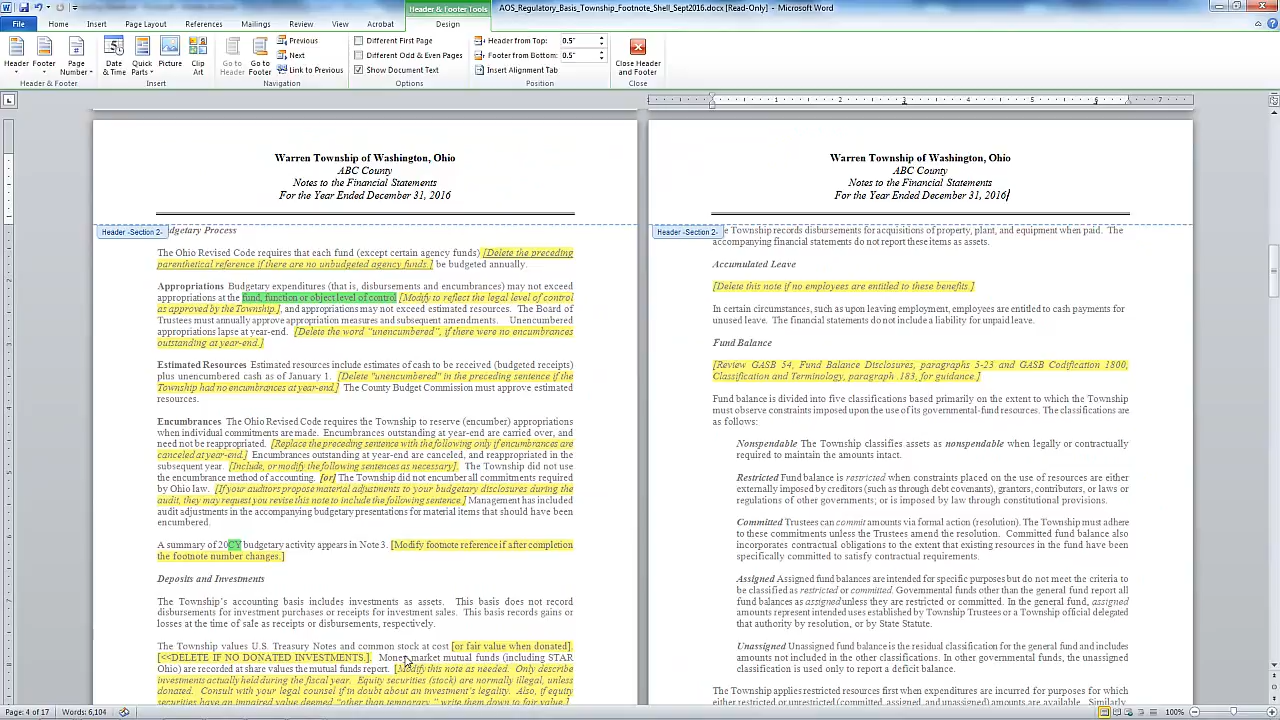 Header & Footer Tools
AOS_Regulatory_Basis_Township_Footnote_Shell_Sept2016.docx [Read-Only] - Microsoft Word
File Home Insert Page Layout References Mailings Review View Acrobat Design
Header Footer Page Number
Date & Time Quick Parts Picture Clip Art
Go to Header Go to Footer
Previous
Next
Link to Previous
Different First Page
Different Odd & Even Pages
Show Document Text
Header from Top: 0.5"
Footer from Bottom: 0.5"
Insert Alignment Tab
Close Header and Footer
Header & Footer Insert Navigation Options Position Close
Warren Township of Washington, Ohio
ABC County
Notes to the Financial Statements
For the Year Ended December 31, 2016
Header -Section 2-
dgetary Process
The Ohio Revised Code requires that each fund (except certain agency funds) [Delete the preceding
parenthetical reference if there are no unbudgeted agency funds.] be budgeted annually.
Appropriations Budgetary expenditures (that is, disbursements and encumbrances) may not exceed
appropriations at the fund, function or object level of control [Modify to reflect the legal level of control
as approved by the Township.], and appropriations may not exceed estimated resources. The Board of
Trustees must annually approve appropriation measures and subsequent amendments. Unencumbered
appropriations lapse at year-end. [Delete the word "unencumbered", if there were no encumbrances
outstanding at year-end.]
Estimated Resources Estimated resources include estimates of cash to be received (budgeted receipts)
plus unencumbered cash as of January 1. [Delete "unencumbered" in the preceding sentence if the
Township had no encumbrances at year-end.] The County Budget Commission must approve estimated
resources.
Encumbrances The Ohio Revised Code requires the Township to reserve (encumber) appropriations
when individual commitments are made. Encumbrances outstanding at year-end are carried over, and
need not be reappropriated. [Replace the preceding sentence with the following only if encumbrances are
canceled at year-end.] Encumbrances outstanding at year-end are canceled, and reappropriated in the
subsequent year. [Include, or modify the following sentences as necessary]. The Township did not use
the encumbrance method of accounting. [or] The Township did not encumber all commitments required
by Ohio law. [If your auditors propose material adjustments to your budgetary disclosures during the
audit, they may request you revise this note to include the following sentence.] Management has included
audit adjustments in the accompanying budgetary presentations for material items that should have been
encumbered.
A summary of 20CY budgetary activity appears in Note 3. [Modify footnote reference if after completion
the footnote number changes.]
Deposits and Investments
The Township's accounting basis includes investments as assets. This basis does not record
disbursements for investment purchases or receipts for investment sales. This basis records gains or
losses at the time of sale as receipts or disbursements, respectively.
The Township values U.S. Treasury Notes and common stock at cost [or fair value when donated].
[<<DELETE IF NO DONATED INVESTMENTS.]. Money market mutual funds (including STAR
Ohio) are recorded at share values the mutual funds report. [Modify this note as needed. Only describe
investments actually held during the fiscal year. Equity securities (stock) are normally illegal, unless
donated. Consult with your legal counsel if in doubt about an investment's legality. Also, if equity
securities have an impaired value deemed "other than temporary," write them down to fair value.]
Warren Township of Washington, Ohio
ABC County
Notes to the Financial Statements
For the Year Ended December 31, 2016
Header -Section 2-
e Township records disbursements for acquisitions of property, plant, and equipment when paid. The
accompanying financial statements do not report these items as assets.
Accumulated Leave
[Delete this note if no employees are entitled to these benefits.]
In certain circumstances, such as upon leaving employment, employees are entitled to cash payments for
unused leave. The financial statements do not include a liability for unpaid leave.
Fund Balance
[Review GASB 54, Fund Balance Disclosures, paragraphs 5-23 and GASB Codification 1800,
Classification and Terminology, paragraph .183, for guidance.]
Fund balance is divided into five classifications based primarily on the extent to which the Township
must observe constraints imposed upon the use of its governmental-fund resources. The classifications are
as follows:
Nonspendable The Township classifies assets as nonspendable when legally or contractually
required to maintain the amounts intact.
Restricted Fund balance is restricted when constraints placed on the use of resources are either
externally imposed by creditors (such as through debt covenants), grantors, contributors, or laws or
regulations of other governments; or is imposed by law through constitutional provisions.
Committed Trustees can commit amounts via formal action (resolution). The Township must adhere
to these commitments unless the Trustees amend the resolution. Committed fund balance also
incorporates contractual obligations to the extent that existing resources in the fund have been
specifically committed to satisfy contractual requirements.
Assigned Assigned fund balances are intended for specific purposes but do not meet the criteria to
be classified as restricted or committed. Governmental funds other than the general fund report all
fund balances as assigned unless they are restricted or committed. In the general fund, assigned
amounts represent intended uses established by Township Trustees or a Township official delegated
that authority by resolution, or by State Statute.
Unassigned Unassigned fund balance is the residual classification for the general fund and includes
amounts not included in the other classifications. In other governmental funds, the unassigned
classification is used only to report a deficit balance.
The Township applies restricted resources first when expenditures are incurred for purposes for which
either restricted or unrestricted (committed, assigned, and unassigned) amounts are available. Similarly,
Page: 4 of 17 Words: 6,104 100%